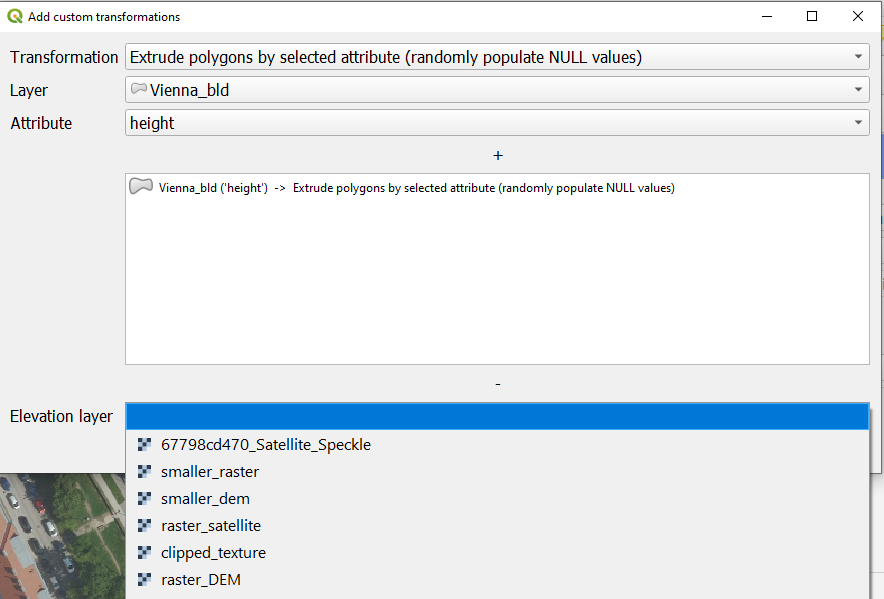 Add custom transformations
Transformation Extrude polygons by selected attribute (randomly populate NULL values)
Layer Vienna_bld
Attribute height
+
Vienna_bld ('height') -> Extrude polygons by selected attribute (randomly populate NULL values)
-
Elevation layer
67798cd470_Satellite_Speckle
smaller_raster
smaller_dem
raster_satellite
clipped_texture
raster_DEM